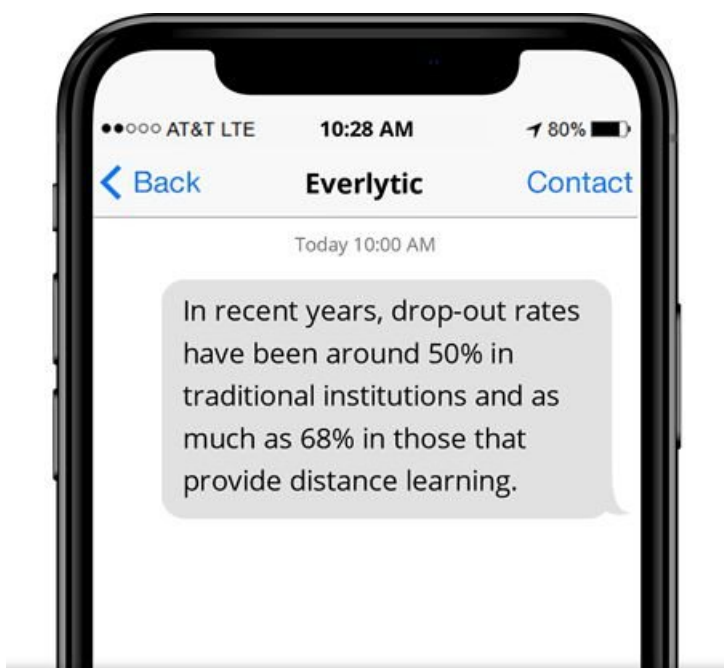 AT&T LTE 10:28 AM 80%
Back Everlytic Contact
Today 10:00 AM
In recent years, drop-out rates
have been around 50% in
traditional institutions and as
much as 68% in those that
provide distance learning.